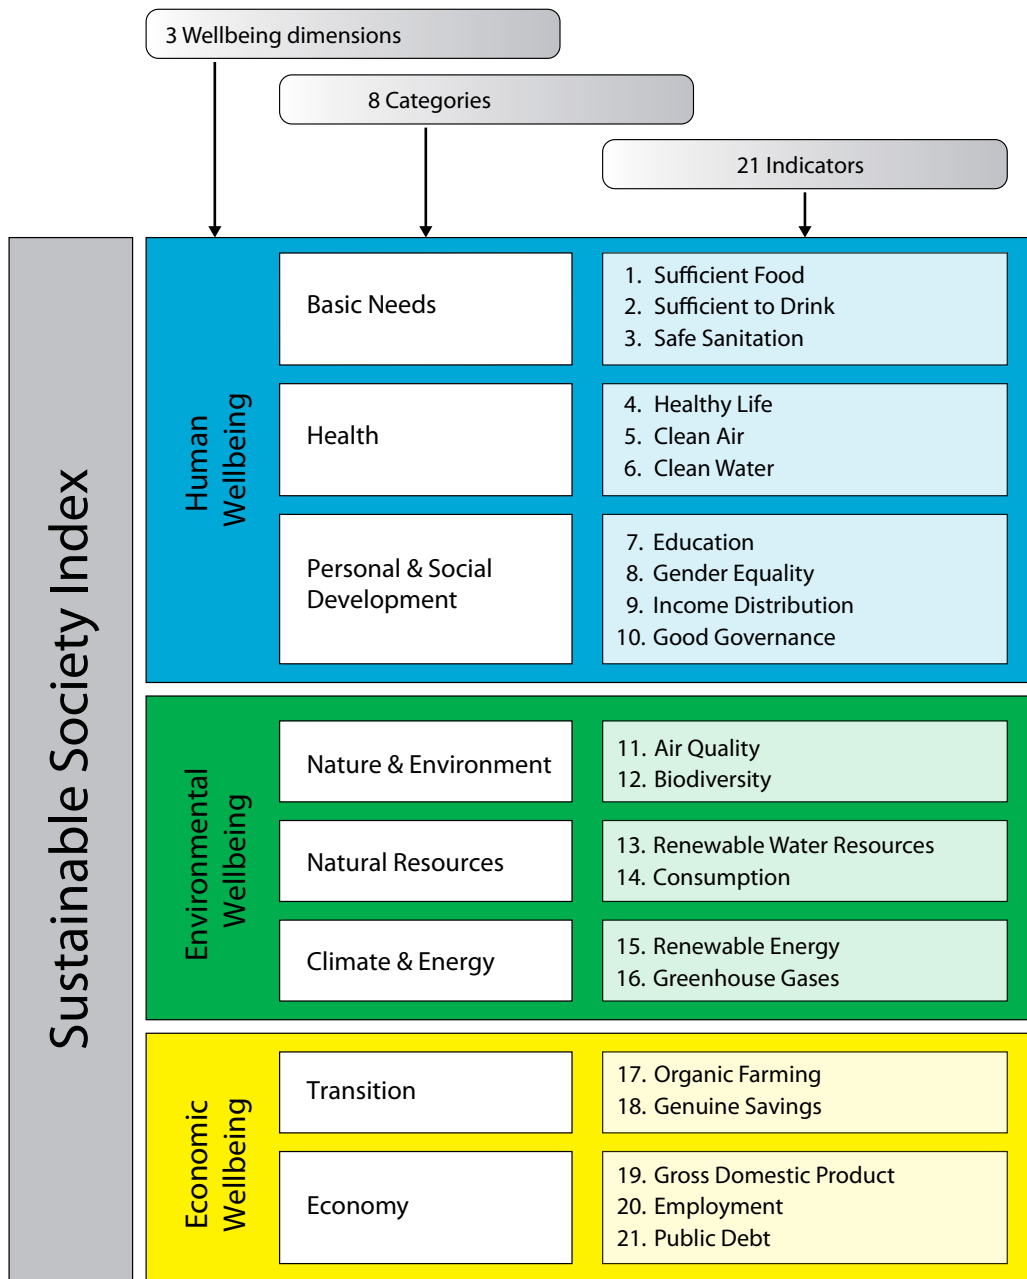 3 Wellbeing dimensions
8 Categories
21 Indicators
Sustainable Society Index
Human
Wellbeing
Basic Needs
1. Sufficient Food
2. Sufficient to Drink
3. Safe Sanitation
Health
4. Healthy Life
5. Clean Air
6. Clean Water
Personal & Social
Development
7. Education
8. Gender Equality
9. Income Distribution
10. Good Governance
Environmental
Wellbeing
Nature & Environment
11. Air Quality
12. Biodiversity
Natural Resources
13. Renewable Water Resources
14. Consumption
Climate & Energy
15. Renewable Energy
16. Greenhouse Gases
Economic
Wellbeing
Transition
17. Organic Farming
18. Genuine Savings
Economy
19. Gross Domestic Product
20. Employment
21. Public Debt